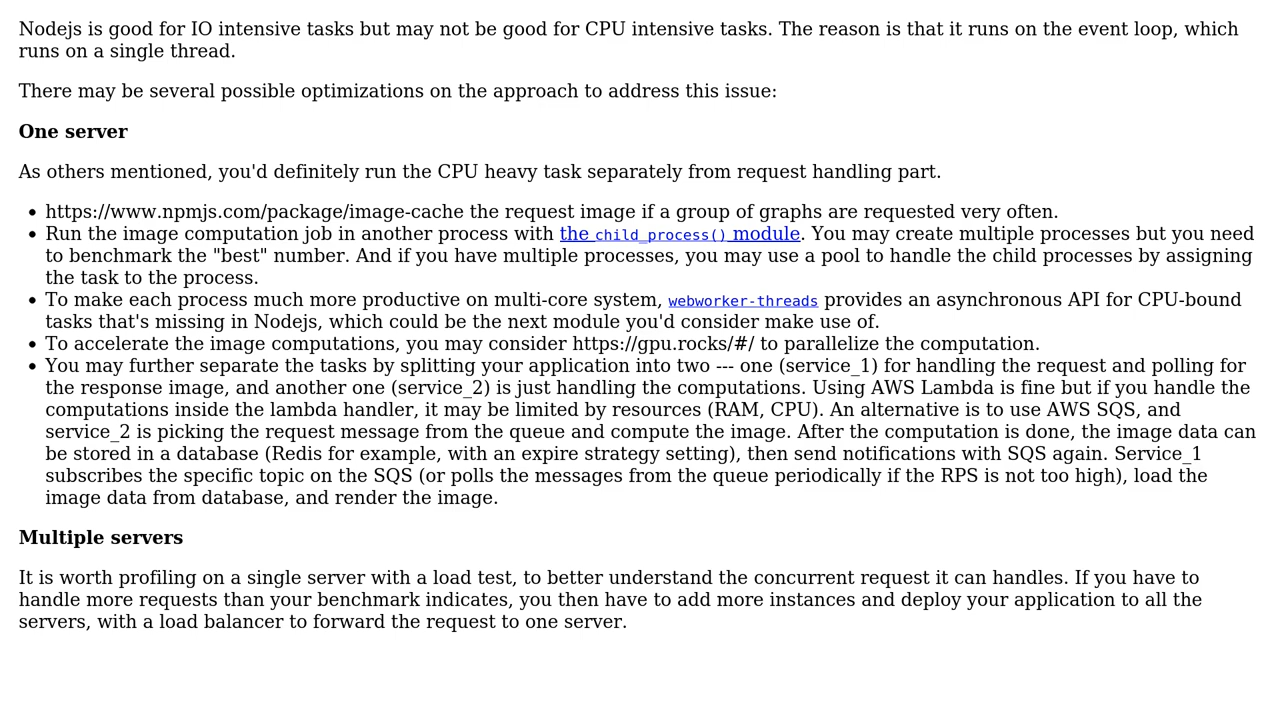 Nodejs is good for IO intensive tasks but may not be good for CPU intensive tasks. The reason is that it runs on the event loop, which
runs on a single thread.
There may be several possible optimizations on the approach to address this issue:
One server
As others mentioned, you'd definitely run the CPU heavy task separately from request handling part.
• https://www.npmjs.com/package/image-cache the request image if a group of graphs are requested very often.
• Run the image computation job in another process with the child_process() module. You may create multiple processes but you need
to benchmark the "best" number. And if you have multiple processes, you may use a pool to handle the child processes by assigning
the task to the process.
• To make each process much more productive on multi-core system, webworker-threads provides an asynchronous API for CPU-bound
tasks that's missing in Nodejs, which could be the next module you'd consider make use of.
• To accelerate the image computations, you may consider https://gpu.rocks/#/ to parallelize the computation.
• You may further separate the tasks by splitting your application into two --- one (service_1) for handling the request and polling for
the response image, and another one (service_2) is just handling the computations. Using AWS Lambda is fine but if you handle the
computations inside the lambda handler, it may be limited by resources (RAM, CPU). An alternative is to use AWS SQS, and
service_2 is picking the request message from the queue and compute the image. After the computation is done, the image data can
be stored in a database (Redis for example, with an expire strategy setting), then send notifications with SQS again. Service_1
subscribes the specific topic on the SQS (or polls the messages from the queue periodically if the RPS is not too high), load the
image data from database, and render the image.
Multiple servers
It is worth profiling on a single server with a load test, to better understand the concurrent request it can handles. If you have to
handle more requests than your benchmark indicates, you then have to add more instances and deploy your application to all the
servers, with a load balancer to forward the request to one server.